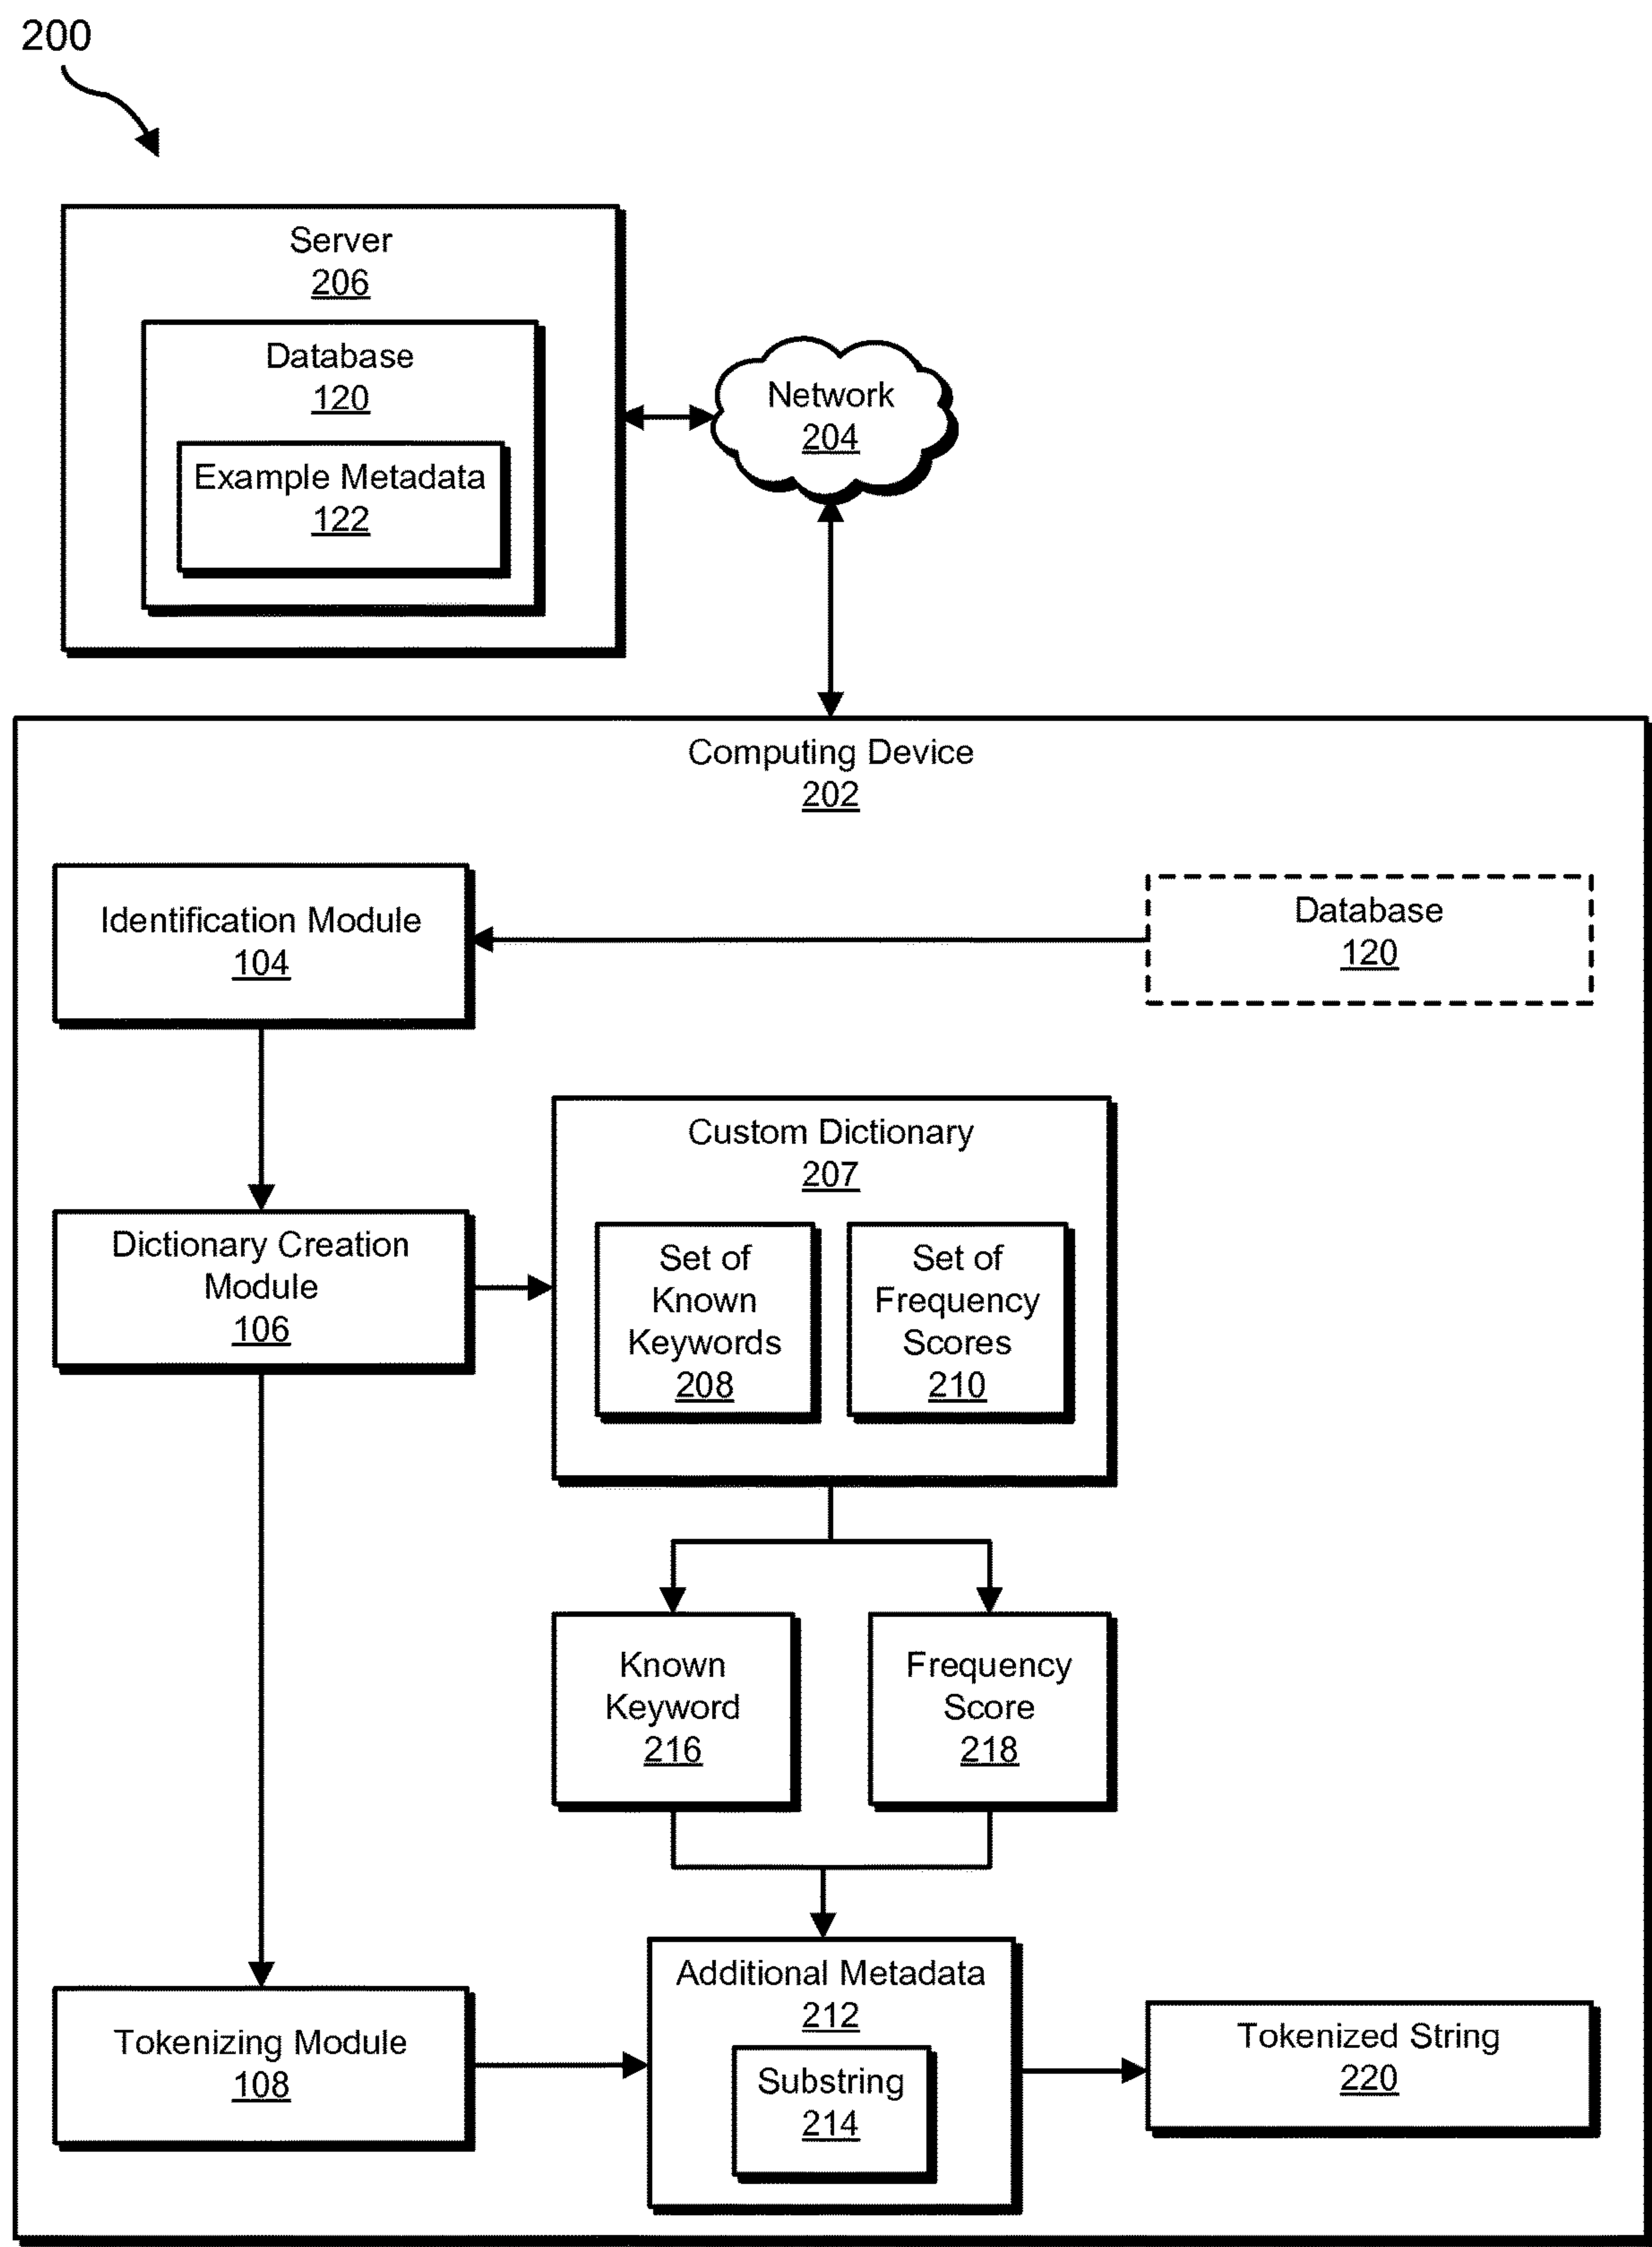 200
Server
206
Database
120
Example Metadata
122
Network
204
Computing Device
202
Identification Module
104
Database
120
Dictionary Creation
Module
106
Custom Dictionary
207
Set of
Known
Keywords
208
Set of
Frequency
Scores
210
Known
Keyword
216
Frequency
Score
218
Tokenizing Module
108
Additional Metadata
212
Substring
214
Tokenized String
220